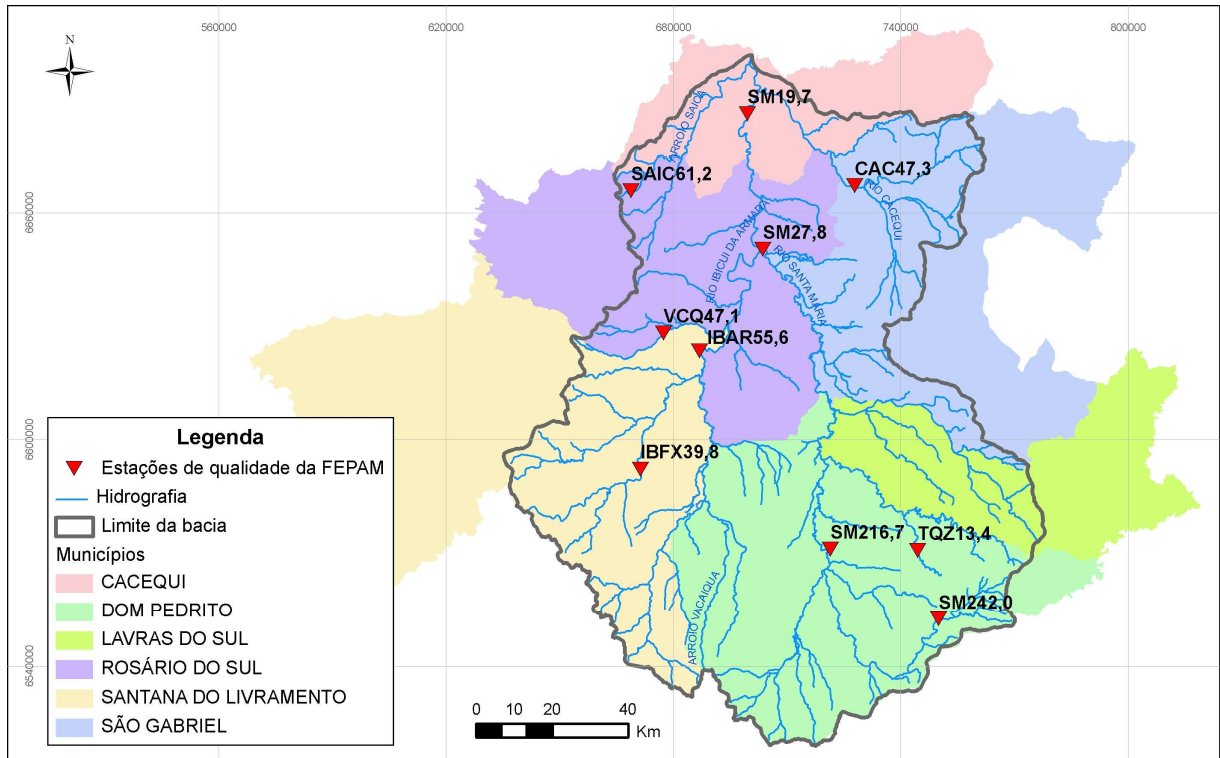 560000
620000
680000
740000
800000
N
SM19,7
ARROIO SAICÃ
SAIC61,2
CAC47,3
RIO CACEQUI
6660000
SM27,8
RIO IBICUI DA ARMADA
RIO SANTA MARIA
VCQ47,1
IBAR55,6
6600000
IBFX39,8
SM216,7
TQZ13,4
ARROIO VACAIQUA
SM242,0
6540000
Legenda
Estações de qualidade da FEPAM
Hidrografia
Limite da bacia
Municípios
CACEQUI
DOM PEDRITO
LAVRAS DO SUL
ROSÁRIO DO SUL
SANTANA DO LIVRAMENTO
SÃO GABRIEL
0 10 20 40
Km